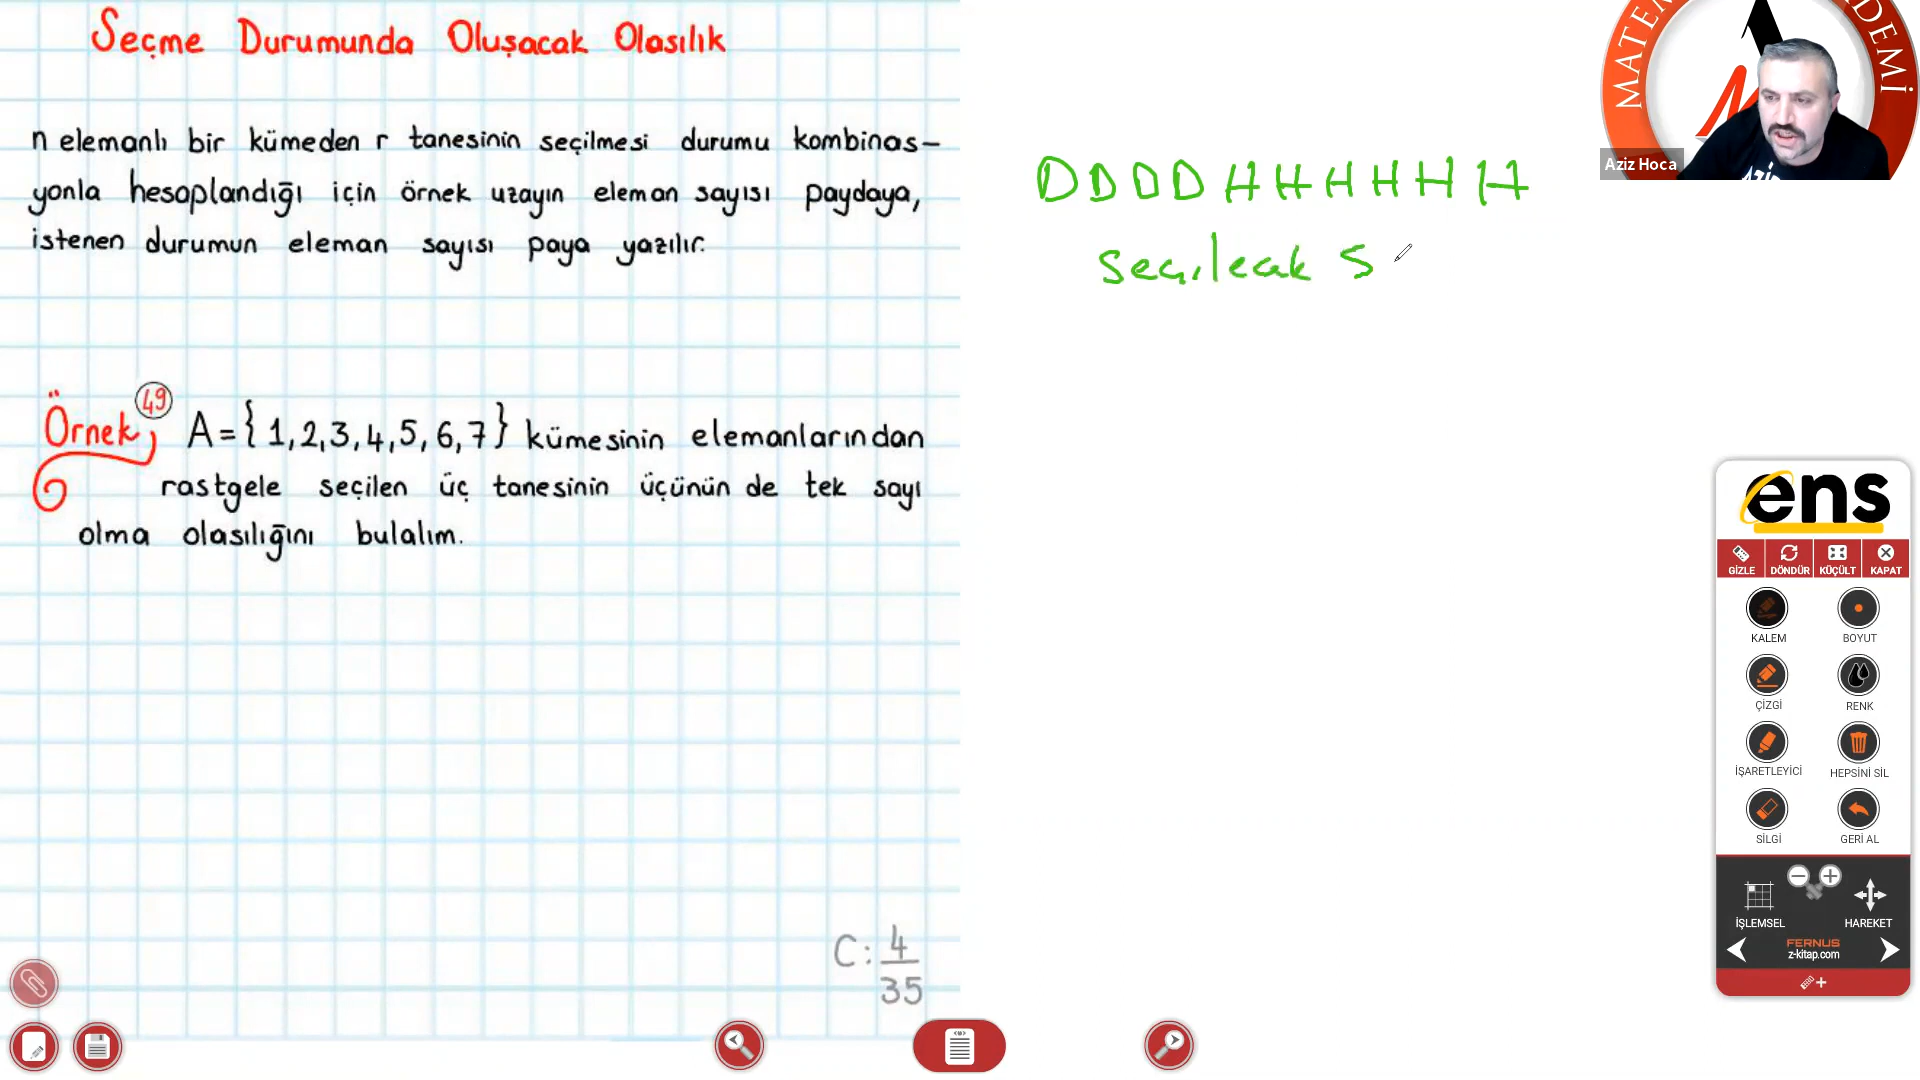 Seçme Durumunda Oluşacak Olasılık
n elemanlı bir kümeden r tanesinin seçilmesi durumu kombinas-
yonla hesaplandığı için örnek uzayın eleman sayısı paydaya,
istenen durumun eleman sayısı paya yazılır.
Örnek 49 A={1,2,3,4,5,6,7} kümesinin elemanlarından
rastgele seçilen üç tanesinin üçünün de tek sayı
olma olasılığını bulalım.
C: 4/35
D D D D H H H H H H
seçilecek 5
Aziz Hoca
ens
GİZLE DÖNDÜR KÜÇÜLT KAPAT
KALEM BOYUT
ÇİZGİ RENK
İŞARETLEYİCİ HEPSİNİ SİL
SİLGİ GERİ AL
İŞLEMSEL HAREKET
FERNUS
z-kitap.com